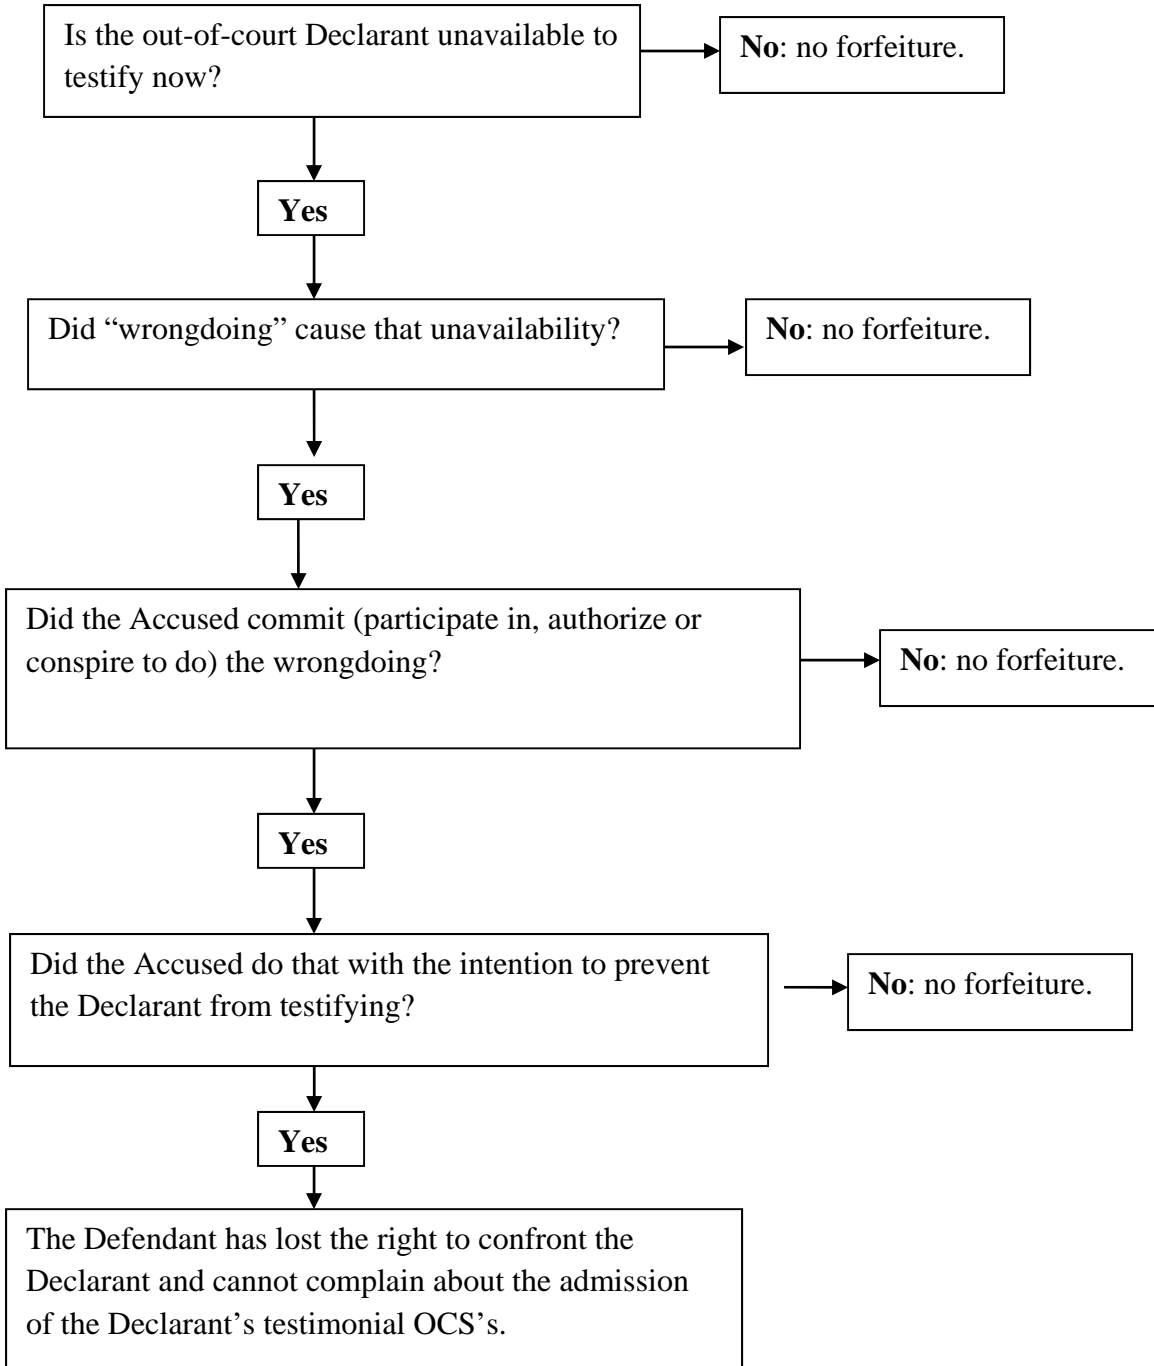 Is the out-of-court Declarant unavailable to
testify now?
No: no forfeiture.
Yes
Did “wrongdoing” cause that unavailability?
No: no forfeiture.
Yes
Did the Accused commit (participate in, authorize or
conspire to do) the wrongdoing?
No: no forfeiture.
Yes
Did the Accused do that with the intention to prevent
the Declarant from testifying?
No: no forfeiture.
Yes
The Defendant has lost the right to confront the
Declarant and cannot complain about the admission
of the Declarant’s testimonial OCS’s.